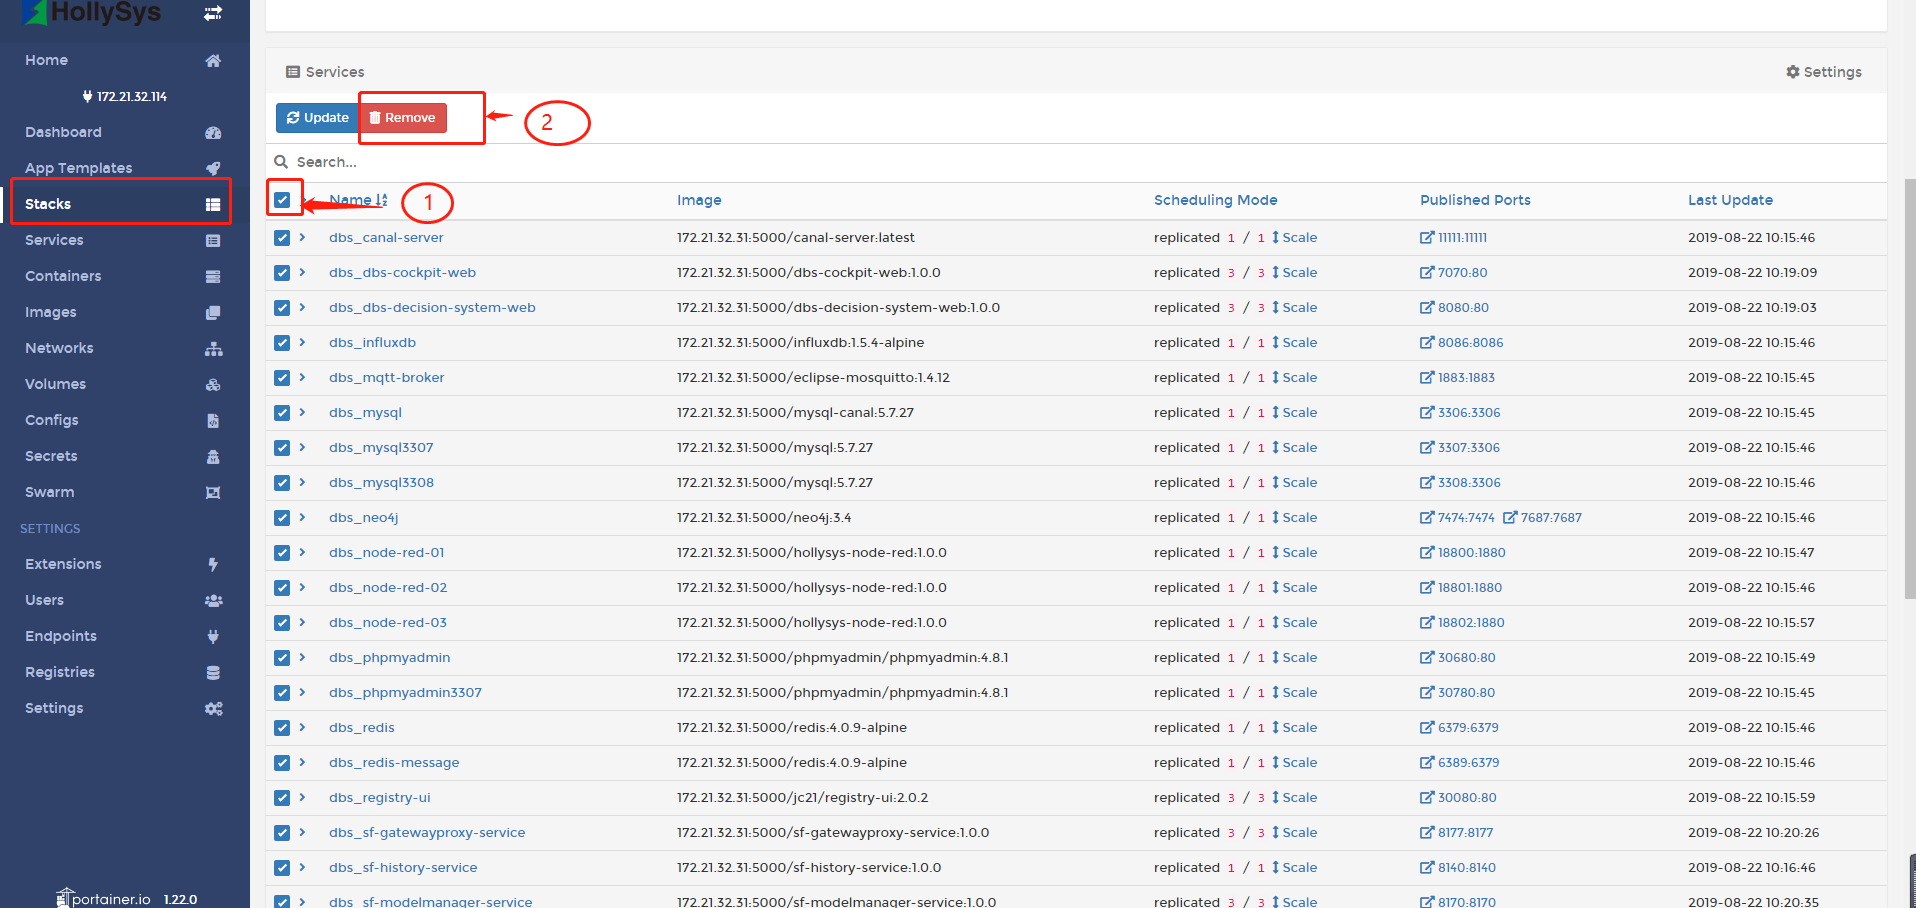 HollySys
Home
172.21.32.114
Dashboard
App Templates
Stacks
Services
Containers
Images
Networks
Volumes
Configs
Secrets
Swarm
SETTINGS
Extensions
Users
Endpoints
Registries
Settings
portainer.io 1.22.0
Services Settings
Update Remove 2
Search...
Name Image Scheduling Mode Published Ports Last Update
1
dbs_canal-server 172.21.32.31:5000/canal-server:latest replicated 1 / 1 Scale 11111:11111 2019-08-22 10:15:46
dbs_dbs-cockpit-web 172.21.32.31:5000/dbs-cockpit-web:1.0.0 replicated 3 / 3 Scale 7070:80 2019-08-22 10:19:09
dbs_dbs-decision-system-web 172.21.32.31:5000/dbs-decision-system-web:1.0.0 replicated 3 / 3 Scale 8080:80 2019-08-22 10:19:03
dbs_influxdb 172.21.32.31:5000/influxdb:1.5.4-alpine replicated 1 / 1 Scale 8086:8086 2019-08-22 10:15:46
dbs_mqtt-broker 172.21.32.31:5000/eclipse-mosquitto:1.4.12 replicated 1 / 1 Scale 1883:1883 2019-08-22 10:15:45
dbs_mysql 172.21.32.31:5000/mysql-canal:5.7.27 replicated 1 / 1 Scale 3306:3306 2019-08-22 10:15:45
dbs_mysql3307 172.21.32.31:5000/mysql:5.7.27 replicated 1 / 1 Scale 3307:3306 2019-08-22 10:15:46
dbs_mysql3308 172.21.32.31:5000/mysql:5.7.27 replicated 1 / 1 Scale 3308:3306 2019-08-22 10:15:46
dbs_neo4j 172.21.32.31:5000/neo4j:3.4 replicated 1 / 1 Scale 7474:7474 7687:7687 2019-08-22 10:15:46
dbs_node-red-01 172.21.32.31:5000/hollysys-node-red:1.0.0 replicated 1 / 1 Scale 18800:1880 2019-08-22 10:15:47
dbs_node-red-02 172.21.32.31:5000/hollysys-node-red:1.0.0 replicated 1 / 1 Scale 18801:1880 2019-08-22 10:15:46
dbs_node-red-03 172.21.32.31:5000/hollysys-node-red:1.0.0 replicated 1 / 1 Scale 18802:1880 2019-08-22 10:15:57
dbs_phpmyadmin 172.21.32.31:5000/phpmyadmin/phpmyadmin:4.8.1 replicated 1 / 1 Scale 30680:80 2019-08-22 10:15:49
dbs_phpmyadmin3307 172.21.32.31:5000/phpmyadmin/phpmyadmin:4.8.1 replicated 1 / 1 Scale 30780:80 2019-08-22 10:15:45
dbs_redis 172.21.32.31:5000/redis:4.0.9-alpine replicated 1 / 1 Scale 6379:6379 2019-08-22 10:15:46
dbs_redis-message 172.21.32.31:5000/redis:4.0.9-alpine replicated 1 / 1 Scale 6389:6379 2019-08-22 10:15:46
dbs_registry-ui 172.21.32.31:5000/jc21/registry-ui:2.0.2 replicated 3 / 3 Scale 30080:80 2019-08-22 10:15:59
dbs_sf-gatewayproxy-service 172.21.32.31:5000/sf-gatewayproxy-service:1.0.0 replicated 3 / 3 Scale 8177:8177 2019-08-22 10:20:26
dbs_sf-history-service 172.21.32.31:5000/sf-history-service:1.0.0 replicated 1 / 1 Scale 8140:8140 2019-08-22 10:16:46
dbs_sf-modelmanager-service 172.21.32.31:5000/sf-modelmanager-service:1.0.0 replicated 3 / 3 Scale 8170:8170 2019-08-22 10:20:35